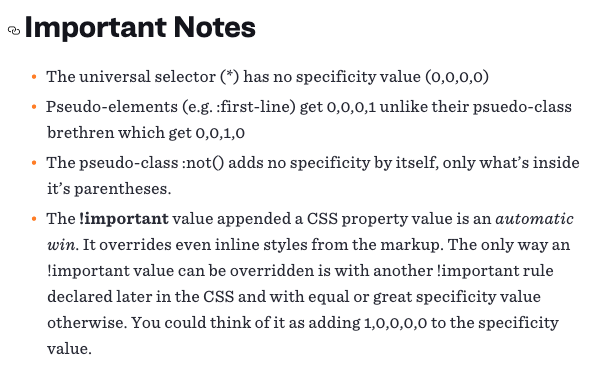 Important Notes
The universal selector (*) has no specificity value (0,0,0,0)
Pseudo-elements (e.g. :first-line) get 0,0,0,1 unlike their psuedo-class
brethren which get 0,0,1,0
The pseudo-class :not() adds no specificity by itself, only what's inside
it's parentheses.
The !important value appended a CSS property value is an automatic
win. It overrides even inline styles from the markup. The only way an
!important value can be overridden is with another !important rule
declared later in the CSS and with equal or great specificity value
otherwise. You could think of it as adding 1,0,0,0,0 to the specificity
value.